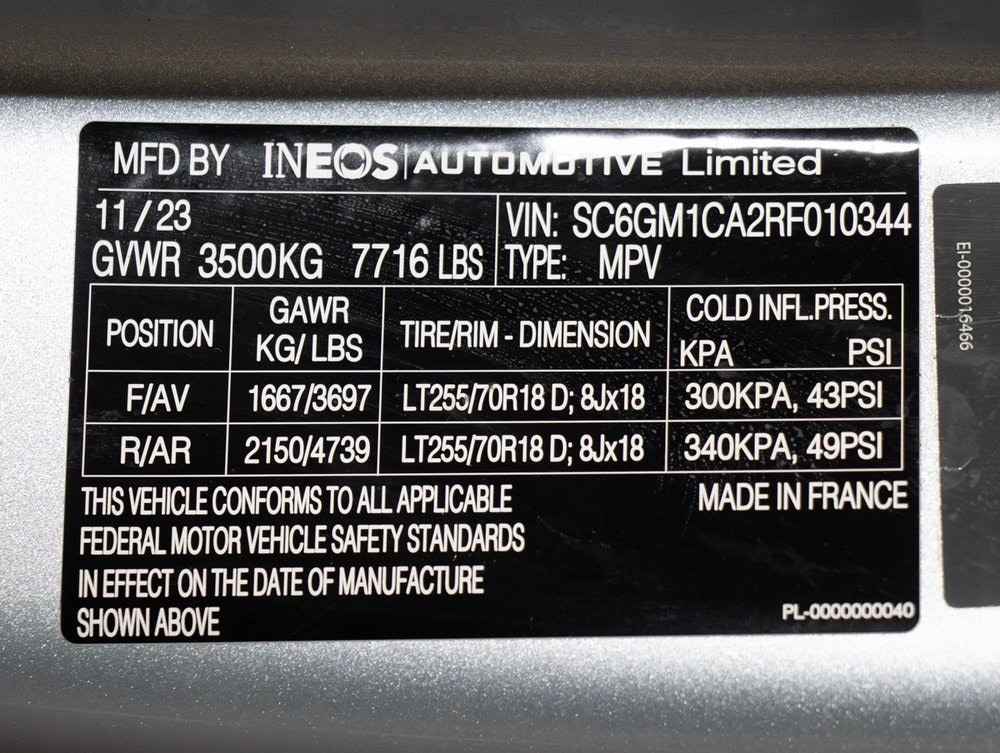 MFD BY INEOS | AUTOMOTIVE Limited
11/23
VIN: SC6GM1CA2RF010344
GVWR 3500KG 7716 LBS
TYPE: MPV
POSITION GAWR KG/ LBS TIRE/RIM - DIMENSION COLD INFL.PRESS. KPA PSI
F/AV 1667/3697 LT255/70R18 D; 8Jx18 300KPA, 43PSI
R/AR 2150/4739 LT255/70R18 D; 8Jx18 340KPA, 49PSI
THIS VEHICLE CONFORMS TO ALL APPLICABLE
FEDERAL MOTOR VEHICLE SAFETY STANDARDS
IN EFFECT ON THE DATE OF MANUFACTURE
SHOWN ABOVE
MADE IN FRANCE
PL-0000000040
EI-0000016466